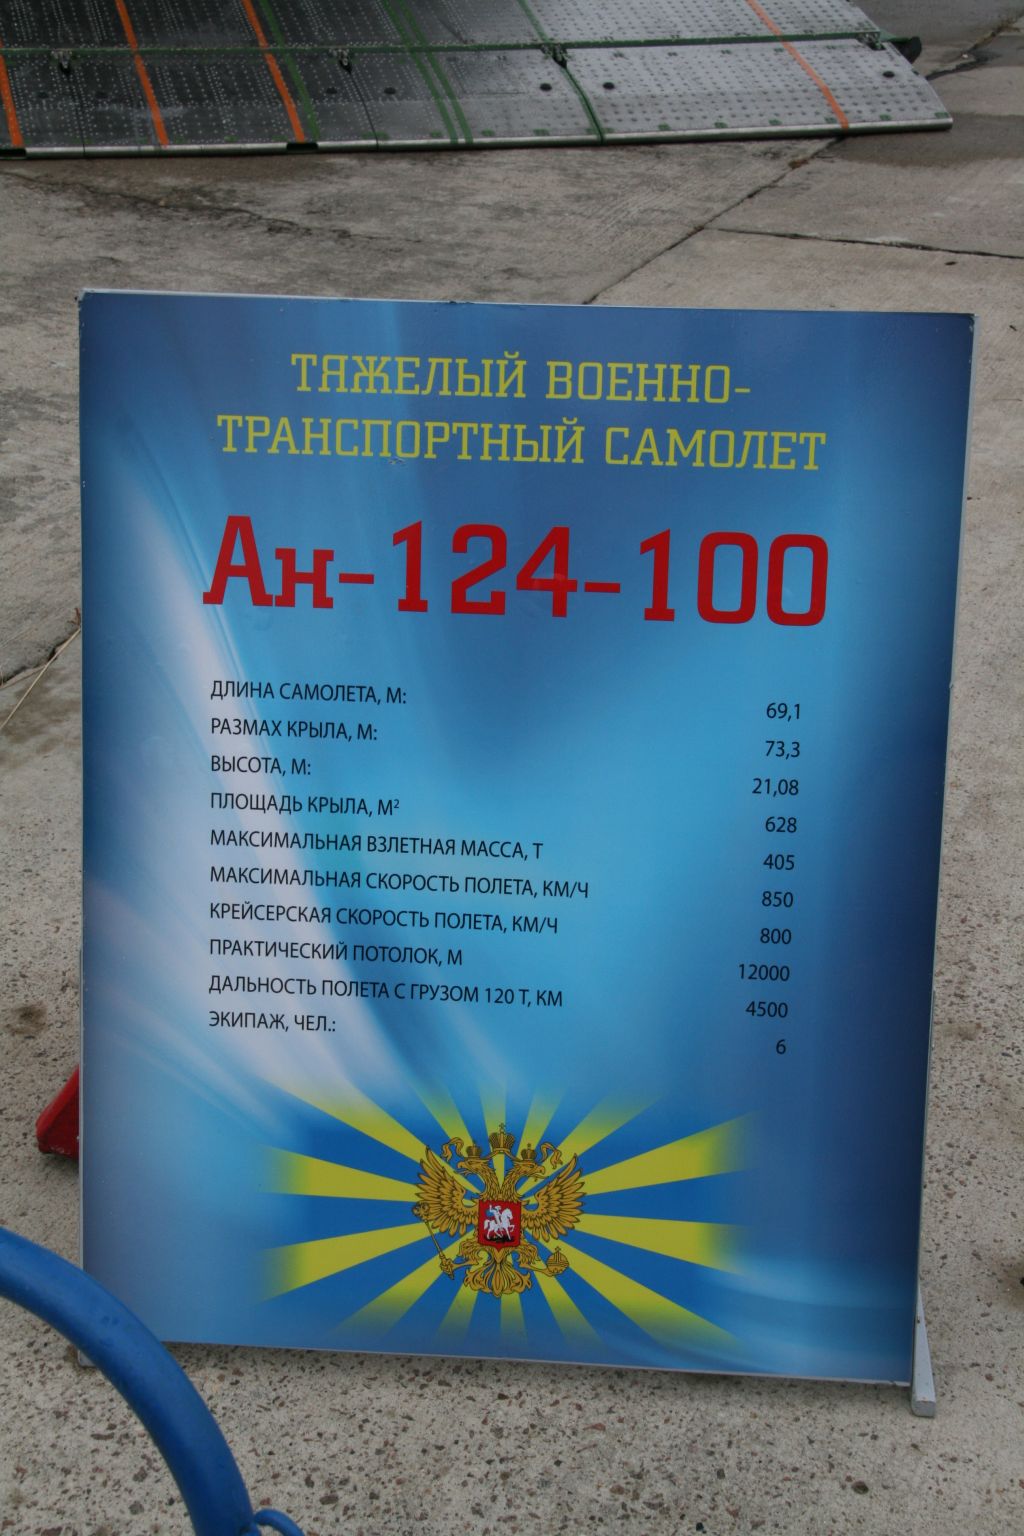 ТЯЖЕЛЫЙ ВОЕННО-
ТРАНСПОРТНЫЙ САМОЛЕТ
Ан-124-100
ДЛИНА САМОЛЕТА, М: 69,1
РАЗМАХ КРЫЛА, М: 73,3
ВЫСОТА, М: 21,08
ПЛОЩАДЬ КРЫЛА, М² 628
МАКСИМАЛЬНАЯ ВЗЛЕТНАЯ МАССА, Т 405
МАКСИМАЛЬНАЯ СКОРОСТЬ ПОЛЕТА, КМ/Ч 850
КРЕЙСЕРСКАЯ СКОРОСТЬ ПОЛЕТА, КМ/Ч 800
ПРАКТИЧЕСКИЙ ПОТОЛОК, М 12000
ДАЛЬНОСТЬ ПОЛЕТА С ГРУЗОМ 120 Т, КМ 4500
ЭКИПАЖ, ЧЕЛ.: 6